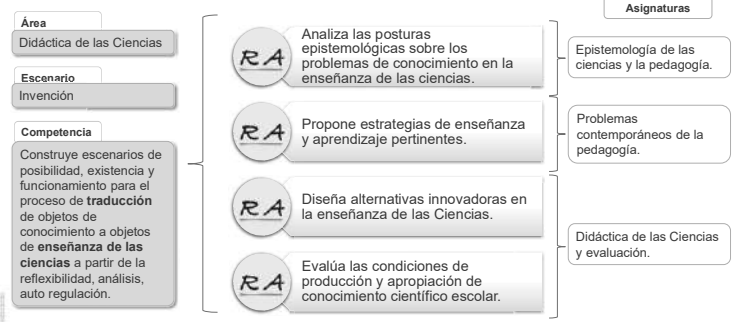 Área
Didáctica de las Ciencias
Escenario
Invención
Competencia
Construye escenarios de
posibilidad, existencia y
funcionamiento para el
proceso de traducción
de objetos de
conocimiento a objetos
de enseñanza de las
ciencias a partir de la
reflexibilidad, análisis,
auto regulación.
RA
Analiza las posturas
epistemológicas sobre los
problemas de conocimiento en la
enseñanza de las ciencias.
RA
Propone estrategias de enseñanza
y aprendizaje pertinentes.
RA
Diseña alternativas innovadoras en
la enseñanza de las Ciencias.
RA
Evalúa las condiciones de
producción y apropiación de
conocimiento científico escolar.
Asignaturas
Epistemología de las
ciencias y la pedagogía.
Problemas
contemporáneos de la
pedagogía.
Didáctica de las Ciencias
y evaluación.